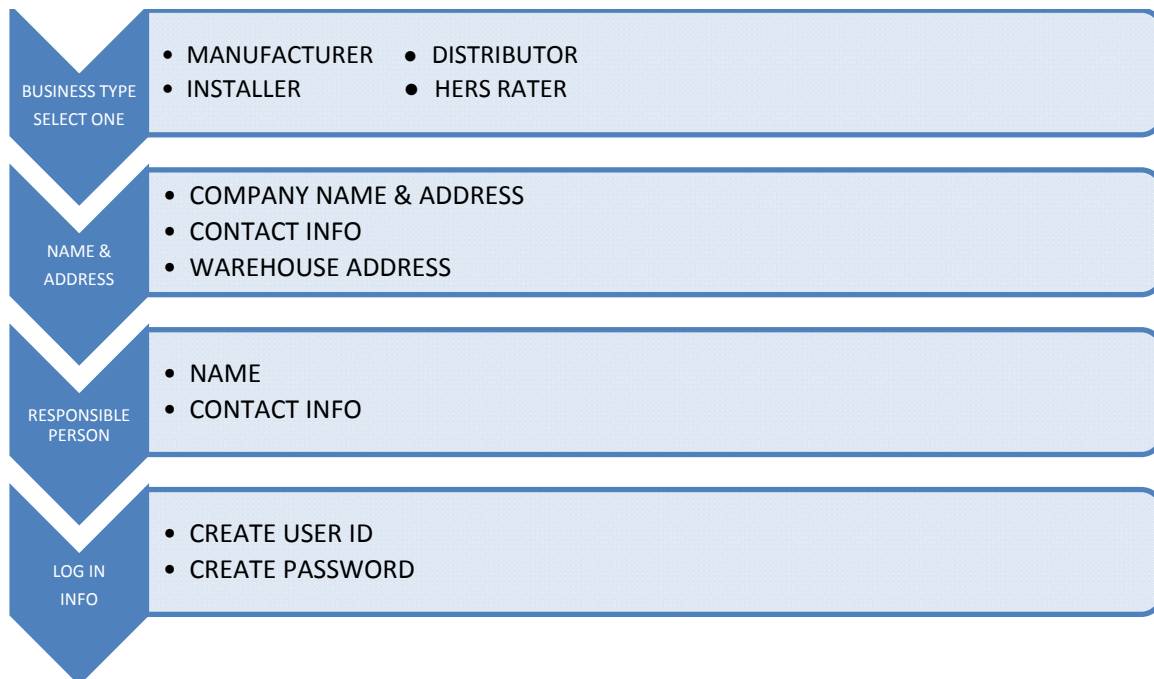 BUSINESS TYPE
SELECT ONE
• MANUFACTURER • DISTRIBUTOR
• INSTALLER • HERS RATER
NAME &
ADDRESS
• COMPANY NAME & ADDRESS
• CONTACT INFO
• WAREHOUSE ADDRESS
RESPONSIBLE
PERSON
• NAME
• CONTACT INFO
LOG IN
INFO
• CREATE USER ID
• CREATE PASSWORD